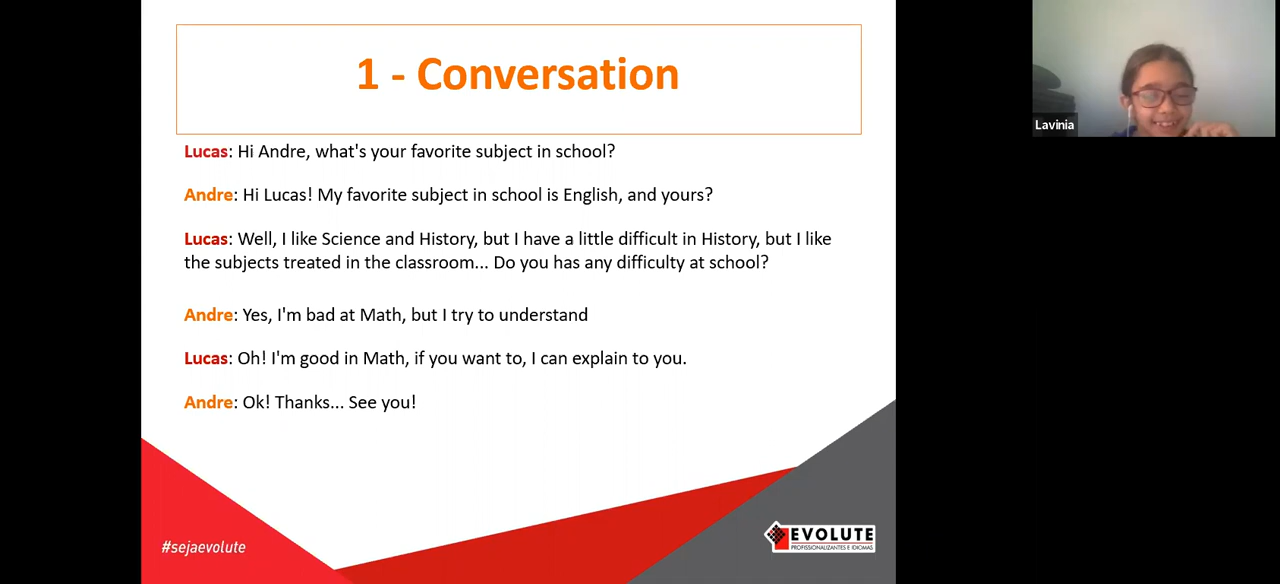 1 - Conversation
Lucas: Hi Andre, what's your favorite subject in school?
Andre: Hi Lucas! My favorite subject in school is English, and yours?
Lucas: Well, I like Science and History, but I have a little difficult in History, but I like
the subjects treated in the classroom... Do you has any difficulty at school?
Andre: Yes, I'm bad at Math, but I try to understand
Lucas: Oh! I'm good in Math, if you want to, I can explain to you.
Andre: Ok! Thanks... See you!
#sejaevolute
EVOLUTE
PROFISSIONALIZANTES E IDIOMAS
Lavinia